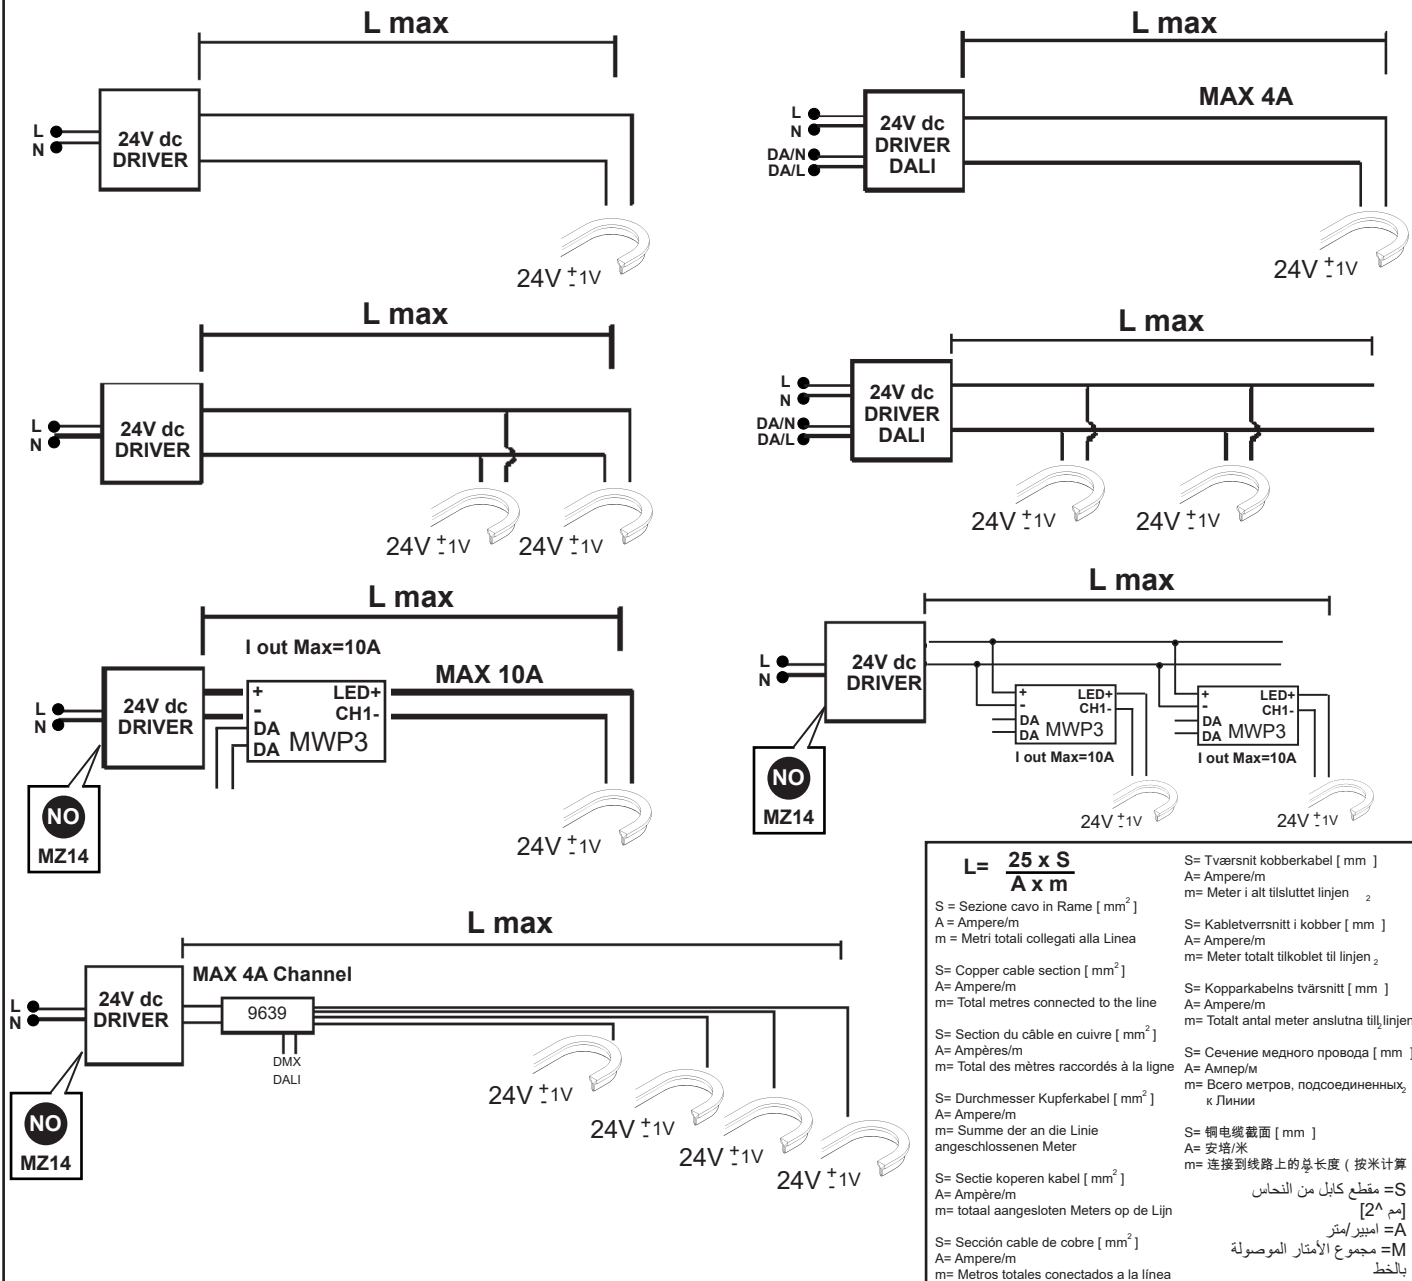 L max
L
N
24V dc
DRIVER
24V +-1V
L max
MAX 4A
L
N
DA/N
DA/L
24V dc
DRIVER
DALI
24V +-1V
L max
L
N
24V dc
DRIVER
24V +-1V
24V +-1V
L max
L
N
DA/N
DA/L
24V dc
DRIVER
DALI
24V +-1V
24V +-1V
L max
I out Max=10A
MAX 10A
L
N
24V dc
DRIVER
+
-
DA
DA
LED+
CH1-
MWP3
NO
MZ14
24V +-1V
L max
L
N
24V dc
DRIVER
+
-
DA
DA
LED+
CH1-
MWP3
I out Max=10A
+
-
DA
DA
LED+
CH1-
MWP3
I out Max=10A
NO
MZ14
24V +-1V
24V +-1V
L max
MAX 4A Channel
L
N
24V dc
DRIVER
9639
DMX
DALI
NO
MZ14
24V +-1V
24V +-1V
24V +-1V
24V +-1V
L= 25 x S
A x m
S = Sezione cavo in Rame [ mm² ]
A = Ampere/m
m = Metri totali collegati alla Linea
S= Copper cable section [ mm² ]
A= Ampere/m
m= Total metres connected to the line
S= Section du câble en cuivre [ mm² ]
A= Ampères/m
m= Total des mètres raccordés à la ligne
S= Durchmesser Kupferkabel [ mm² ]
A= Ampere/m
m= Summe der an die Linie
angeschlossenen Meter
S= Sectie koperen kabel [ mm² ]
A= Ampère/m
m= totaal aangesloten Meters op de Lijn
S= Sección cable de cobre [ mm² ]
A= Ampere/m
m= Metros totales conectados a la línea
S= Tværsnit kobberkabel [ mm ]
A= Ampere/m
m= Meter i alt tilsluttet linjen 2
S= Kabletverrsnitt i kobber [ mm ]
A= Ampere/m
m= Meter totalt tilkoblet til linjen 2
S= Kopparkabelns tvärsnitt [ mm ]
A= Ampere/m
m= Totalt antal meter anslutna till 2 linjen
S= Сечение медного провода [ mm ]
A= Ампер/м
m= Всего метров, подсоединенных 2
к Линии
S= 铜电缆截面 [ mm ]
A= 安培/米
m= 连接到线路上的总长度 ( 按米计算
2
S= مقطع كابل من النحاس
[مم ^2]
A= امبير/متر
M= مجموع الأمتار الموصولة
بالخط